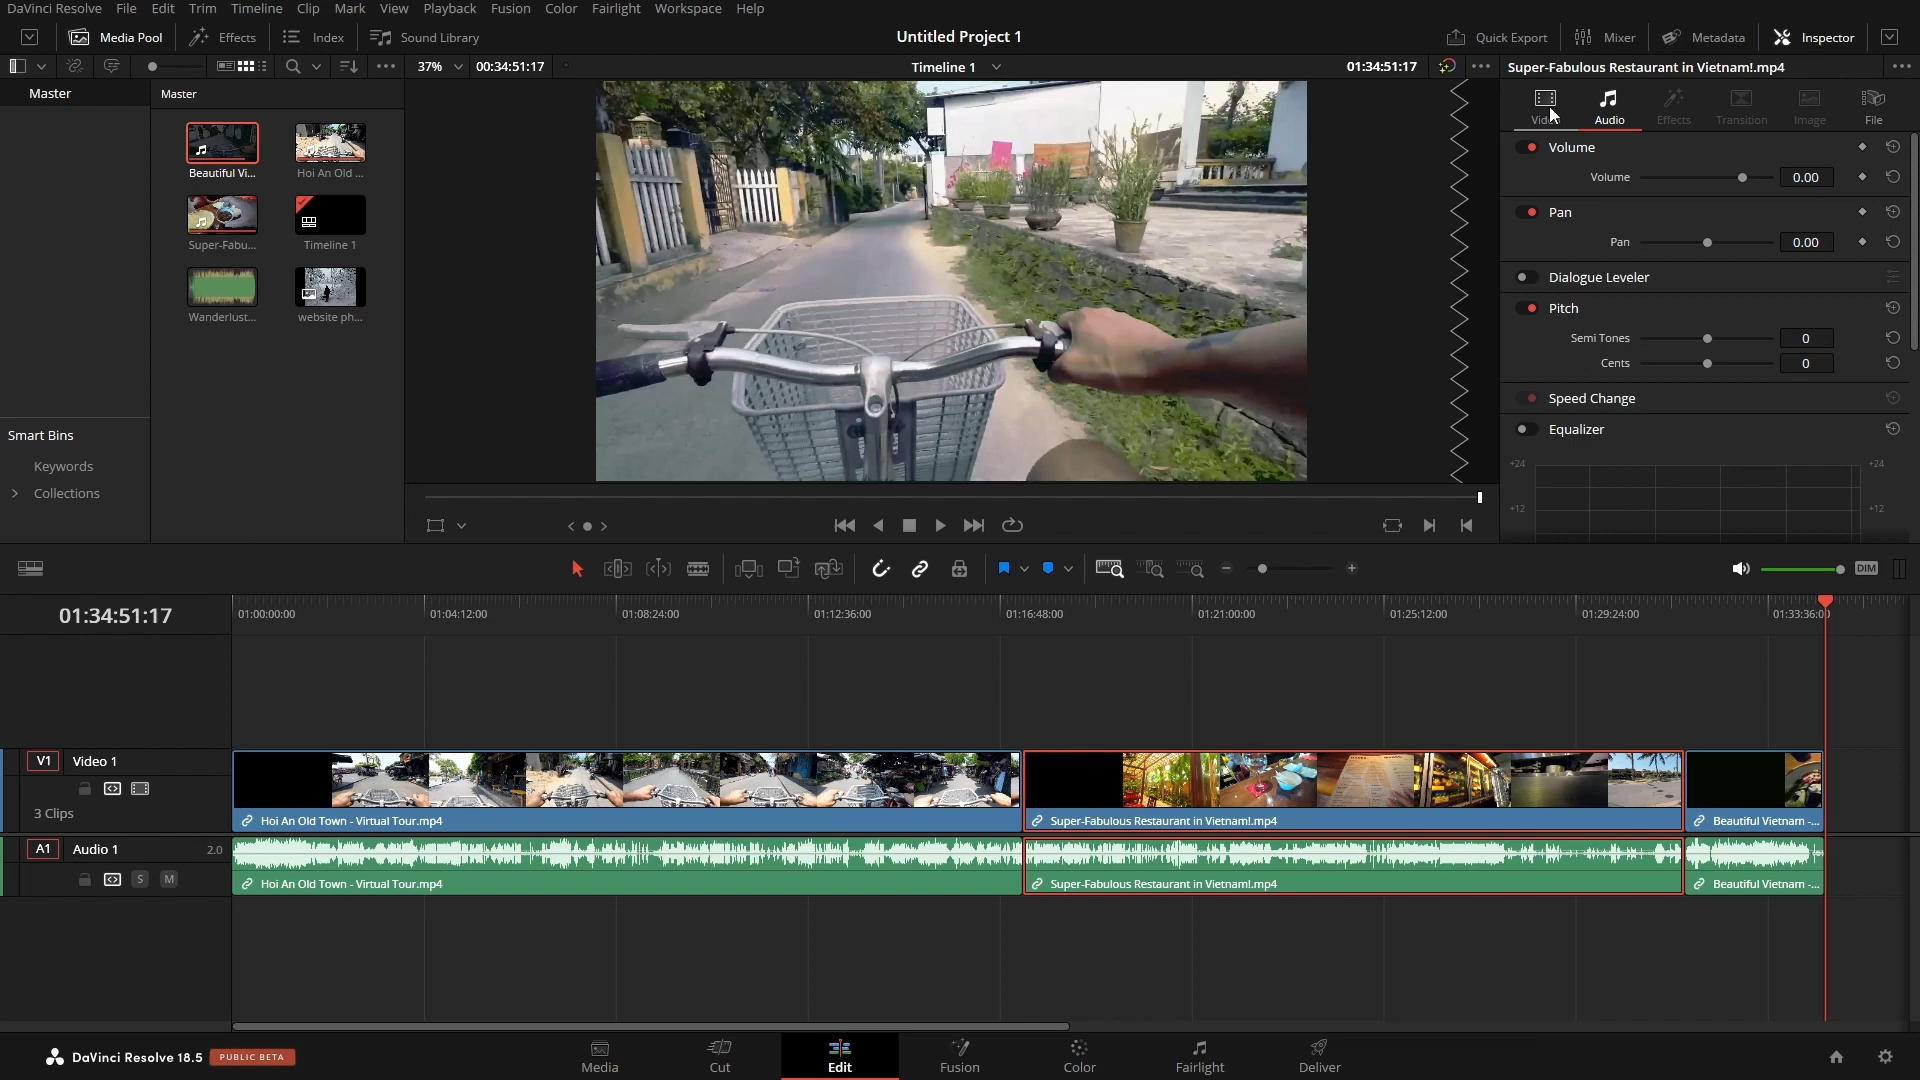 DaVinci Resolve File Edit Trim Timeline Clip Mark View Playback Fusion Color Fairlight Workspace Help
Media Pool Effects Index Sound Library Untitled Project 1 Quick Export Mixer Metadata Inspector
37% 00:34:51:17 Timeline 1 01:34:51:17 Super-Fabulous Restaurant in Vietnam!.mp4
Master Master
Video Audio Effects Transition Image File
Volume
Beautiful Vi... Hoi An Old ...
Volume 0.00
Pan
Super-Fabu... Timeline 1
Pan 0.00
Dialogue Leveler
Pitch
Wanderlust... website ph...
Semi Tones 0
Cents 0
Speed Change
Smart Bins
Equalizer
Keywords
+24 +24
Collections
+12 +12
DIM
01:34:51:17 01:00:00:00 01:04:12:00 01:08:24:00 01:12:36:00 01:16:48:00 01:21:00:00 01:25:12:00 01:29:24:00 01:33:36:00
V1 Video 1
3 Clips
Hoi An Old Town - Virtual Tour.mp4 Super-Fabulous Restaurant in Vietnam!.mp4 Beautiful Vietnam -...
A1 Audio 1 2.0
S M
Hoi An Old Town - Virtual Tour.mp4 Super-Fabulous Restaurant in Vietnam!.mp4 Beautiful Vietnam -...
DaVinci Resolve 18.5 PUBLIC BETA
Media Cut Edit Fusion Color Fairlight Deliver